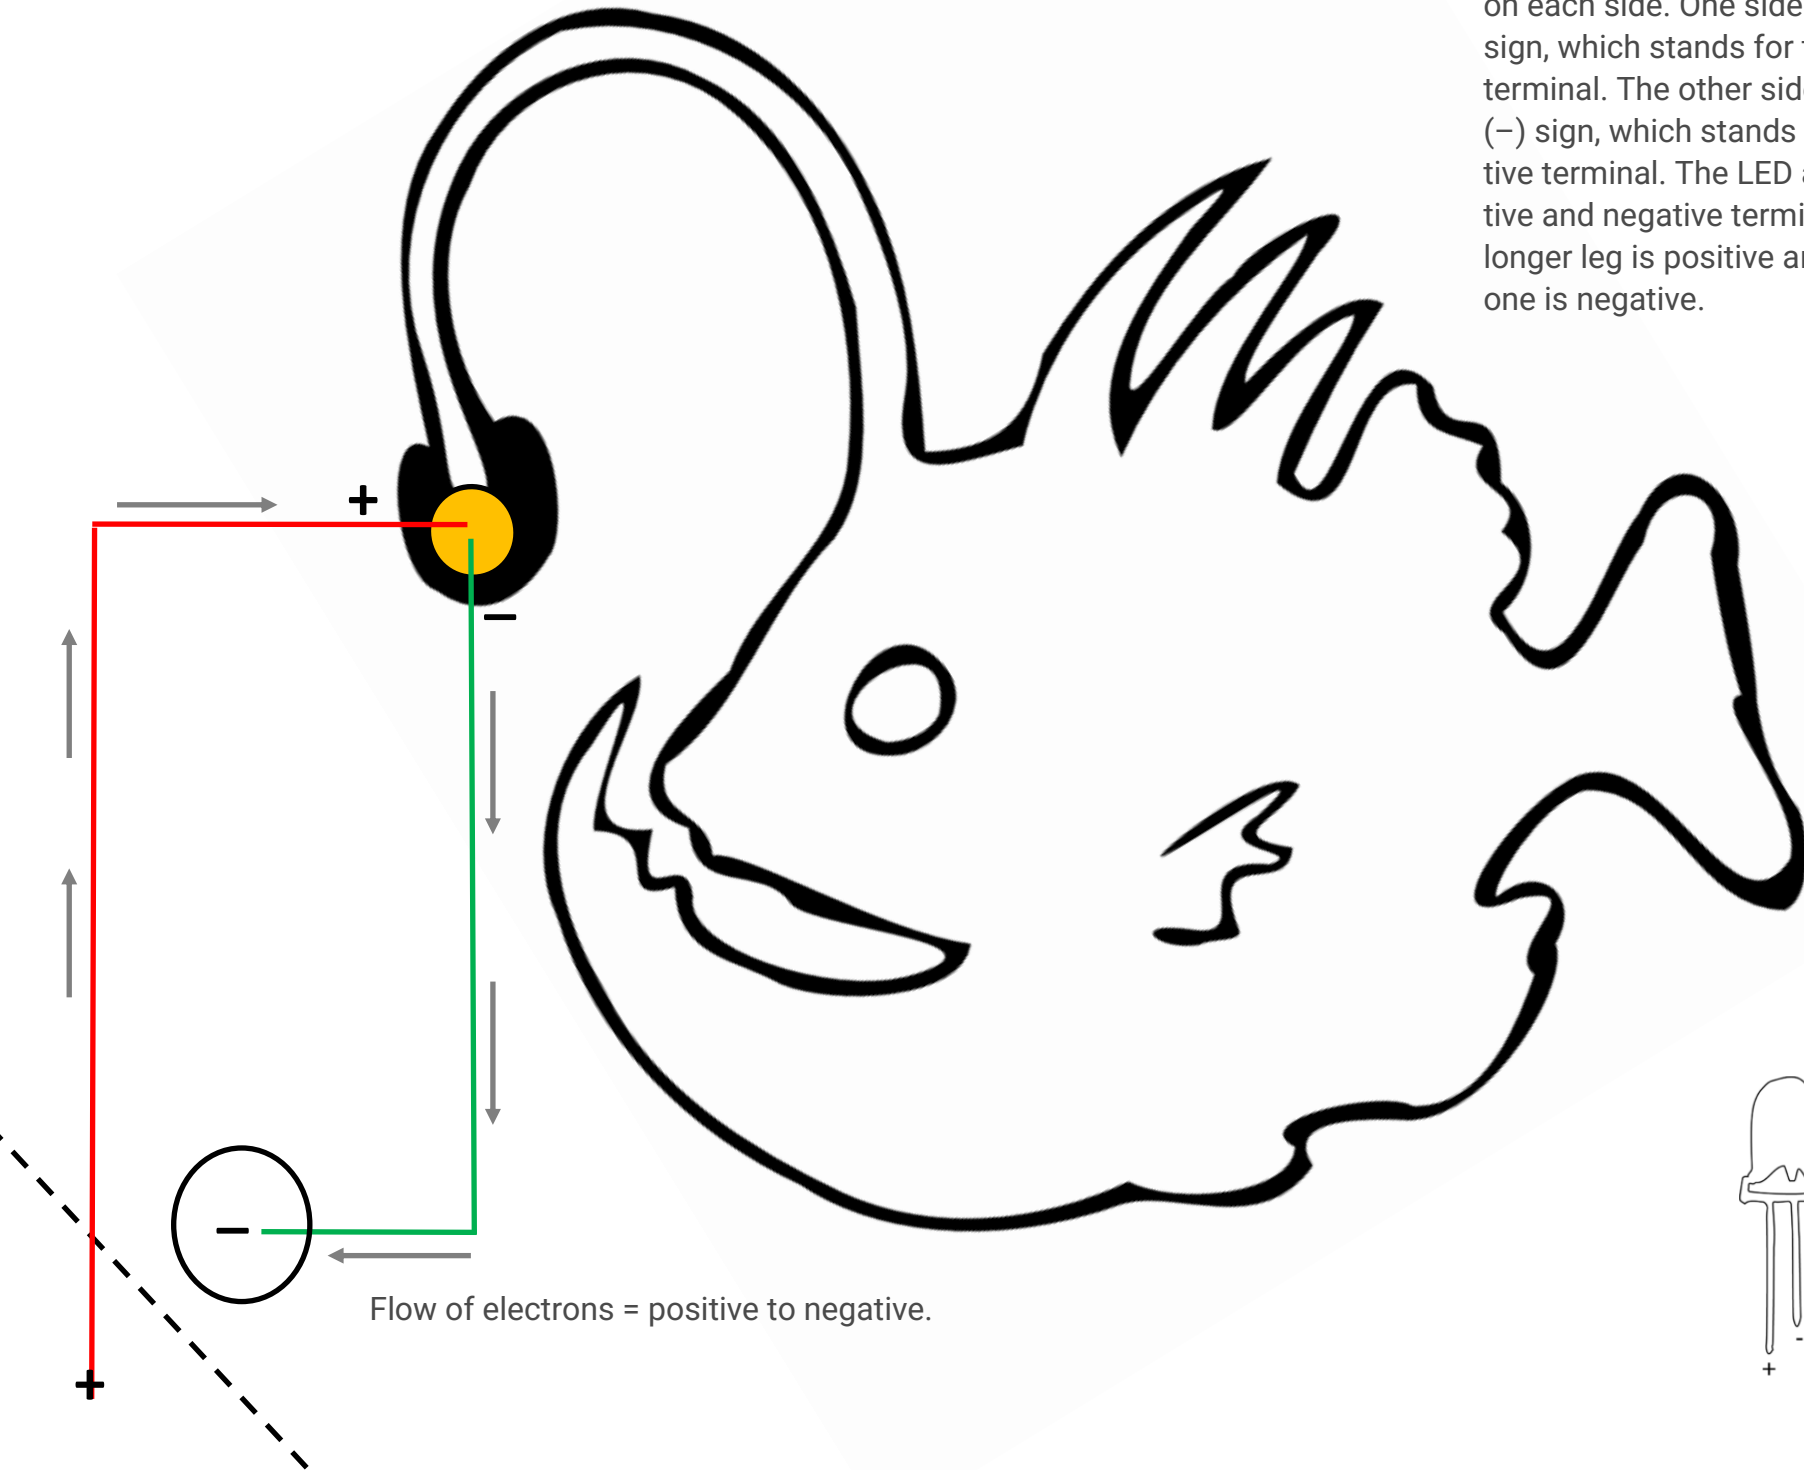 on each side. One side
sign, which stands for
terminal. The other sid
(–) sign, which stands
tive terminal. The LED
tive and negative termi
longer leg is positive a
one is negative.
+
–
–
Flow of electrons = positive to negative.
+
-
+